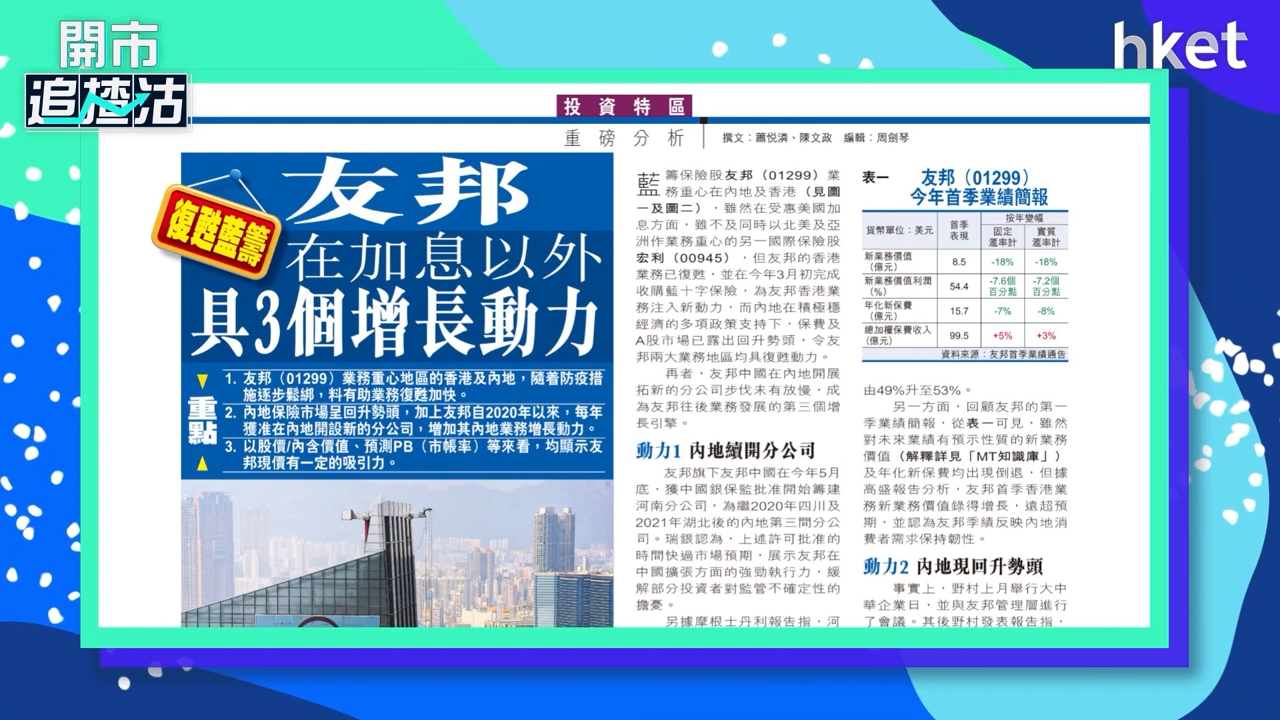 開市
追揸沽
hket
投資特區
重磅分析
撰文：蕭悦濤、陳文政 編輯：周劍琴
復甦藍籌
友邦
在加息以外
具3個增長動力
重點
1. 友邦（01299）業務重心地區的香港及內地，隨着防疫措
施逐步鬆綁，料有助業務復甦加快。
2. 內地保險市場呈回升勢頭，加上友邦自2020年以來，每年
獲准在內地開設新的分公司，增加其內地業務增長動力。
3. 以股價/內含價值、預測PB（市帳率）等來看，均顯示友
邦現價有一定的吸引力。
藍籌保險股友邦（01299）業
務重心在內地及香港（見圖
一及圖二），雖然在受惠美國加
息方面，雖不及同時以北美及亞
洲作業務重心的另一國際保險股
宏利（00945），但友邦的香港
業務已復甦，並在今年3月初完成
收購藍十字保險，為友邦香港業
務注入新動力，而內地在積極穩
經濟的多項政策支持下，保費及
A股市場已露出回升勢頭，令友
邦兩大業務地區均具復甦動力。
再者，友邦中國在內地開展
拓新的分公司步伐未有放慢，成
為友邦往後業務發展的第三個增
長引擎。
動力1 內地續開分公司
友邦旗下友邦中國在今年5月
底，獲中國銀保監批准開始籌建
河南分公司，為繼2020年四川及
2021年湖北後的內地第三間分公
司。瑞銀認為，上述許可批准的
時間快過市場預期，展示友邦在
中國擴張方面的強勁執行力，緩
解部分投資者對監管不確定性的
擔憂。
另據摩根士丹利報告指，河
表一 友邦（01299）
今年首季業績簡報
貨幣單位：美元 首季表現 按年變幅
固定匯率計 實質匯率計
新業務價值（億元） 8.5 -18% -18%
新業務價值利潤（%） 54.4 -7.6個百分點 -7.2個百分點
年化新保費（億元） 15.7 -7% -8%
總加權保費收入（億元） 99.5 +5% +3%
資料來源：友邦首季業績通告
由49%升至53%。
另一方面，回顧友邦的第一
季業績簡報，從表一可見，雖然
對未來業績有預示性質的新業務
價值（解釋詳見「MT知識庫」）
及年化新保費均出現倒退，但據
高盛報告分析，友邦首季香港業
務新業務價值錄得增長，遠超預
期，並認為友邦季績反映內地消
費者需求保持韌性。
動力2 內地現回升勢頭
事實上，野村上月舉行大中
華企業日，並與友邦管理層進行
了會議。其後野村發表報告指，